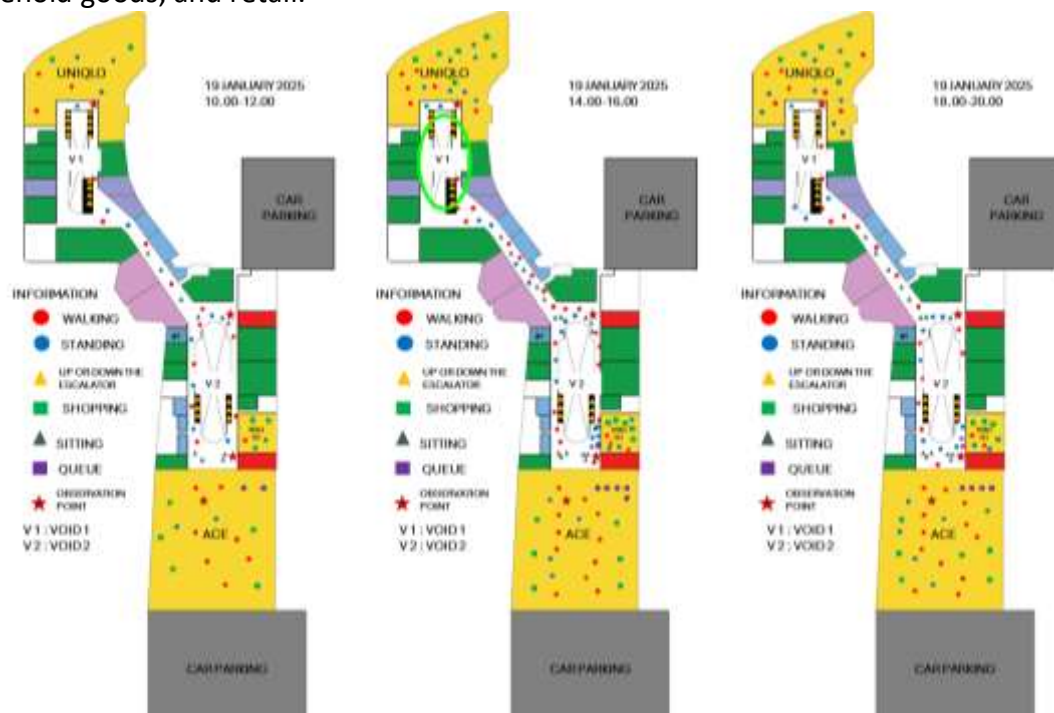 ehold goods, and retail.
UNIQLO
19 JANUARY 2025
10.00-12.00
V 1
CAR
PARKING
INFORMATION
WALKING
STANDING
UP OR DOWN THE
ESCALATOR
SHOPPING
SITTING
QUEUE
OBSERVATION
POINT
V 1 : VOID 1
V 2 : VOID 2
V 2
ACE
CAR PARKING
UNIQLO
19 JANUARY 2025
14.00-16.00
V 1
CAR
PARKING
INFORMATION
WALKING
STANDING
UP OR DOWN THE
ESCALATOR
SHOPPING
SITTING
QUEUE
OBSERVATION
POINT
V 1 : VOID 1
V 2 : VOID 2
V 2
ACE
CAR PARKING
UNIQLO
19 JANUARY 2025
18.00-20.00
V 1
CAR
PARKING
INFORMATION
WALKING
STANDING
UP OR DOWN THE
ESCALATOR
SHOPPING
SITTING
QUEUE
OBSERVATION
POINT
V 1 : VOID 1
V 2 : VOID 2
V 2
ACE
CAR PARKING